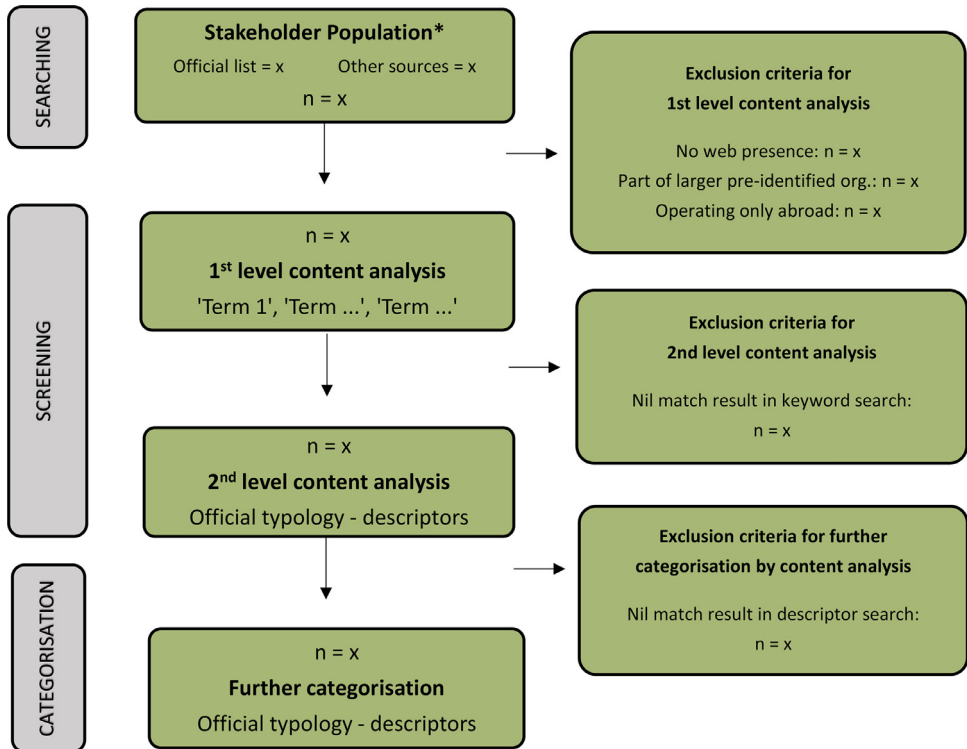 SEARCHING
Stakeholder Population*
Official list = x Other sources = x
n = x
Exclusion criteria for
1st level content analysis
No web presence: n = x
Part of larger pre-identified org.: n = x
Operating only abroad: n = x
SCREENING
n = x
1st level content analysis
'Term 1', 'Term ...', 'Term ...'
Exclusion criteria for
2nd level content analysis
Nil match result in keyword search:
n = x
n = x
2nd level content analysis
Official typology - descriptors
Exclusion criteria for further
categorisation by content analysis
Nil match result in descriptor search:
n = x
CATEGORISATION
n = x
Further categorisation
Official typology - descriptors